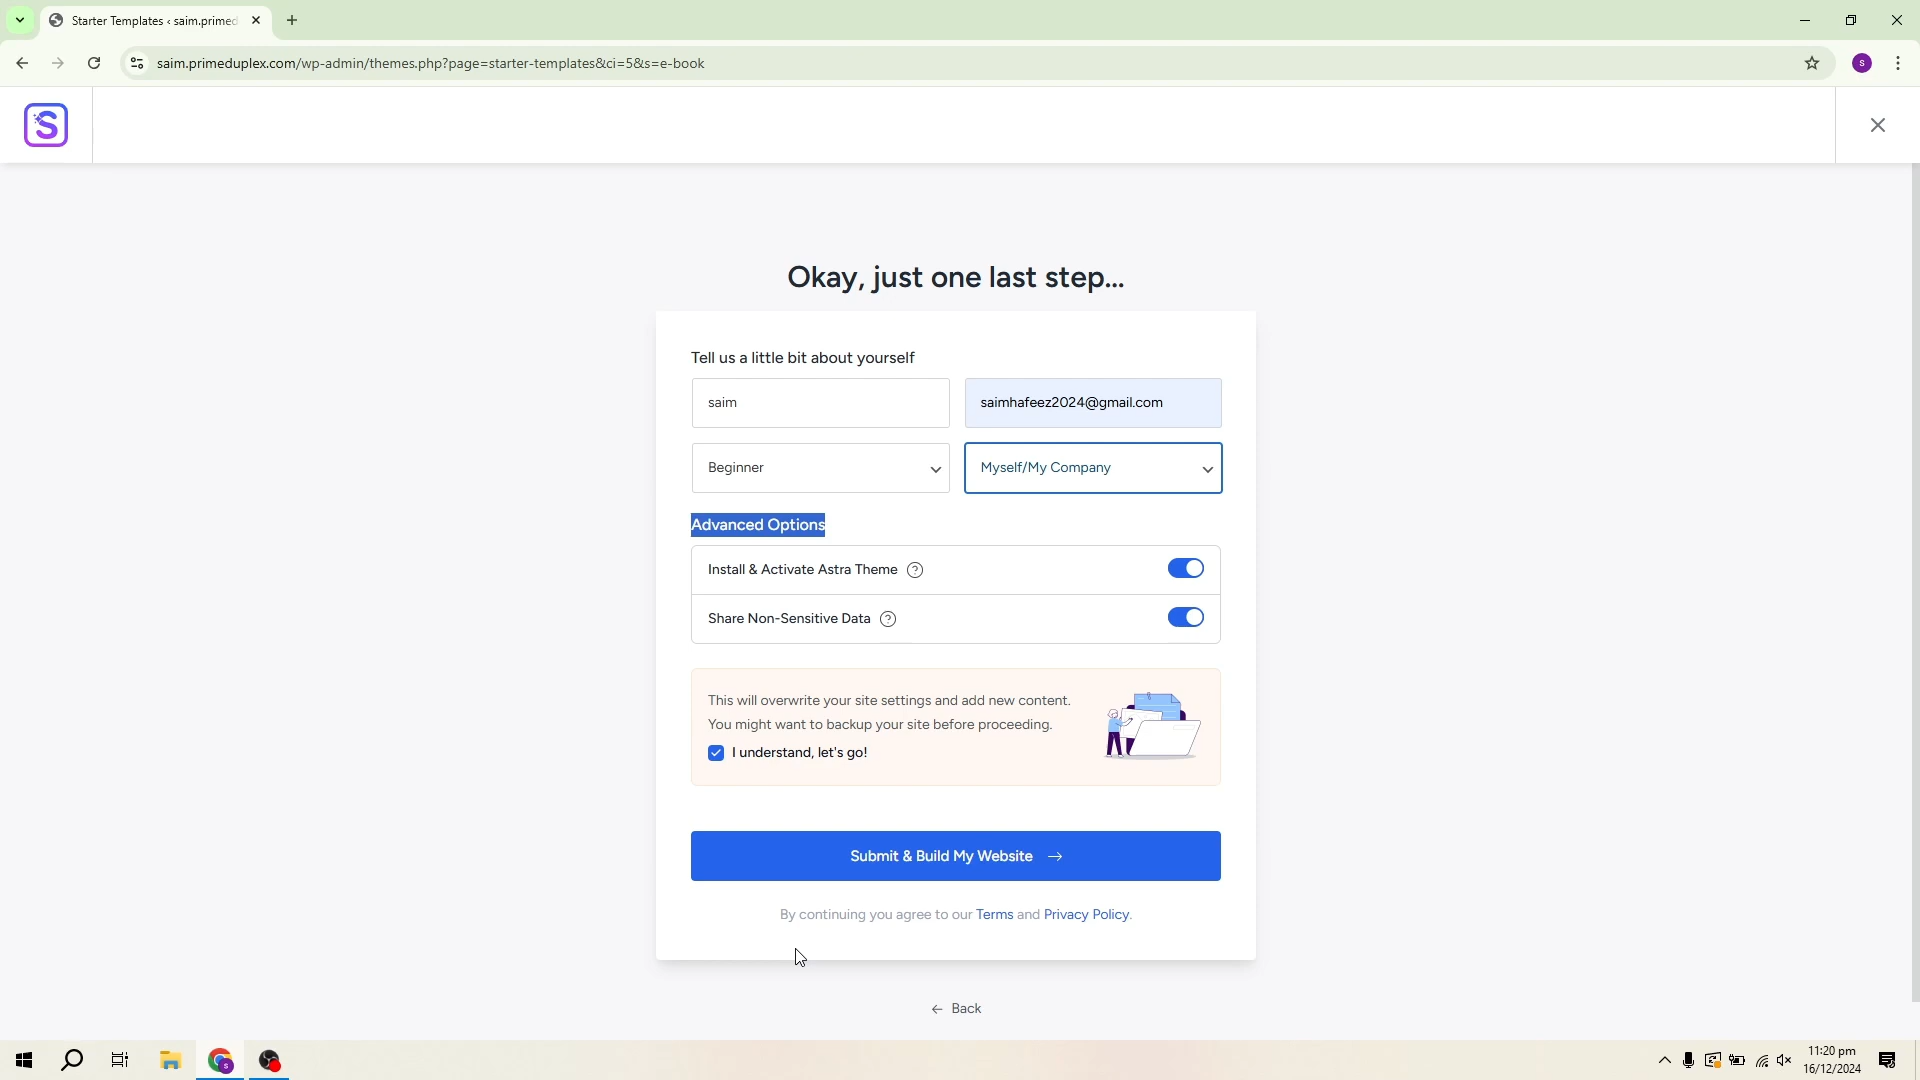 Starter Templates ‹ saim.primed
saim.primeduplex.com/wp-admin/themes.php?page=starter-templates&ci=5&s=e-book
S
S
Okay, just one last step...
Tell us a little bit about yourself
saim
saimhafeez2024@gmail.com
Beginner
Myself/My Company
Advanced Options
Install & Activate Astra Theme ?
Share Non-Sensitive Data ?
This will overwrite your site settings and add new content.
You might want to backup your site before proceeding.
I understand, let's go!
Submit & Build My Website →
By continuing you agree to our Terms and Privacy Policy.
← Back
11:20 pm
16/12/2024